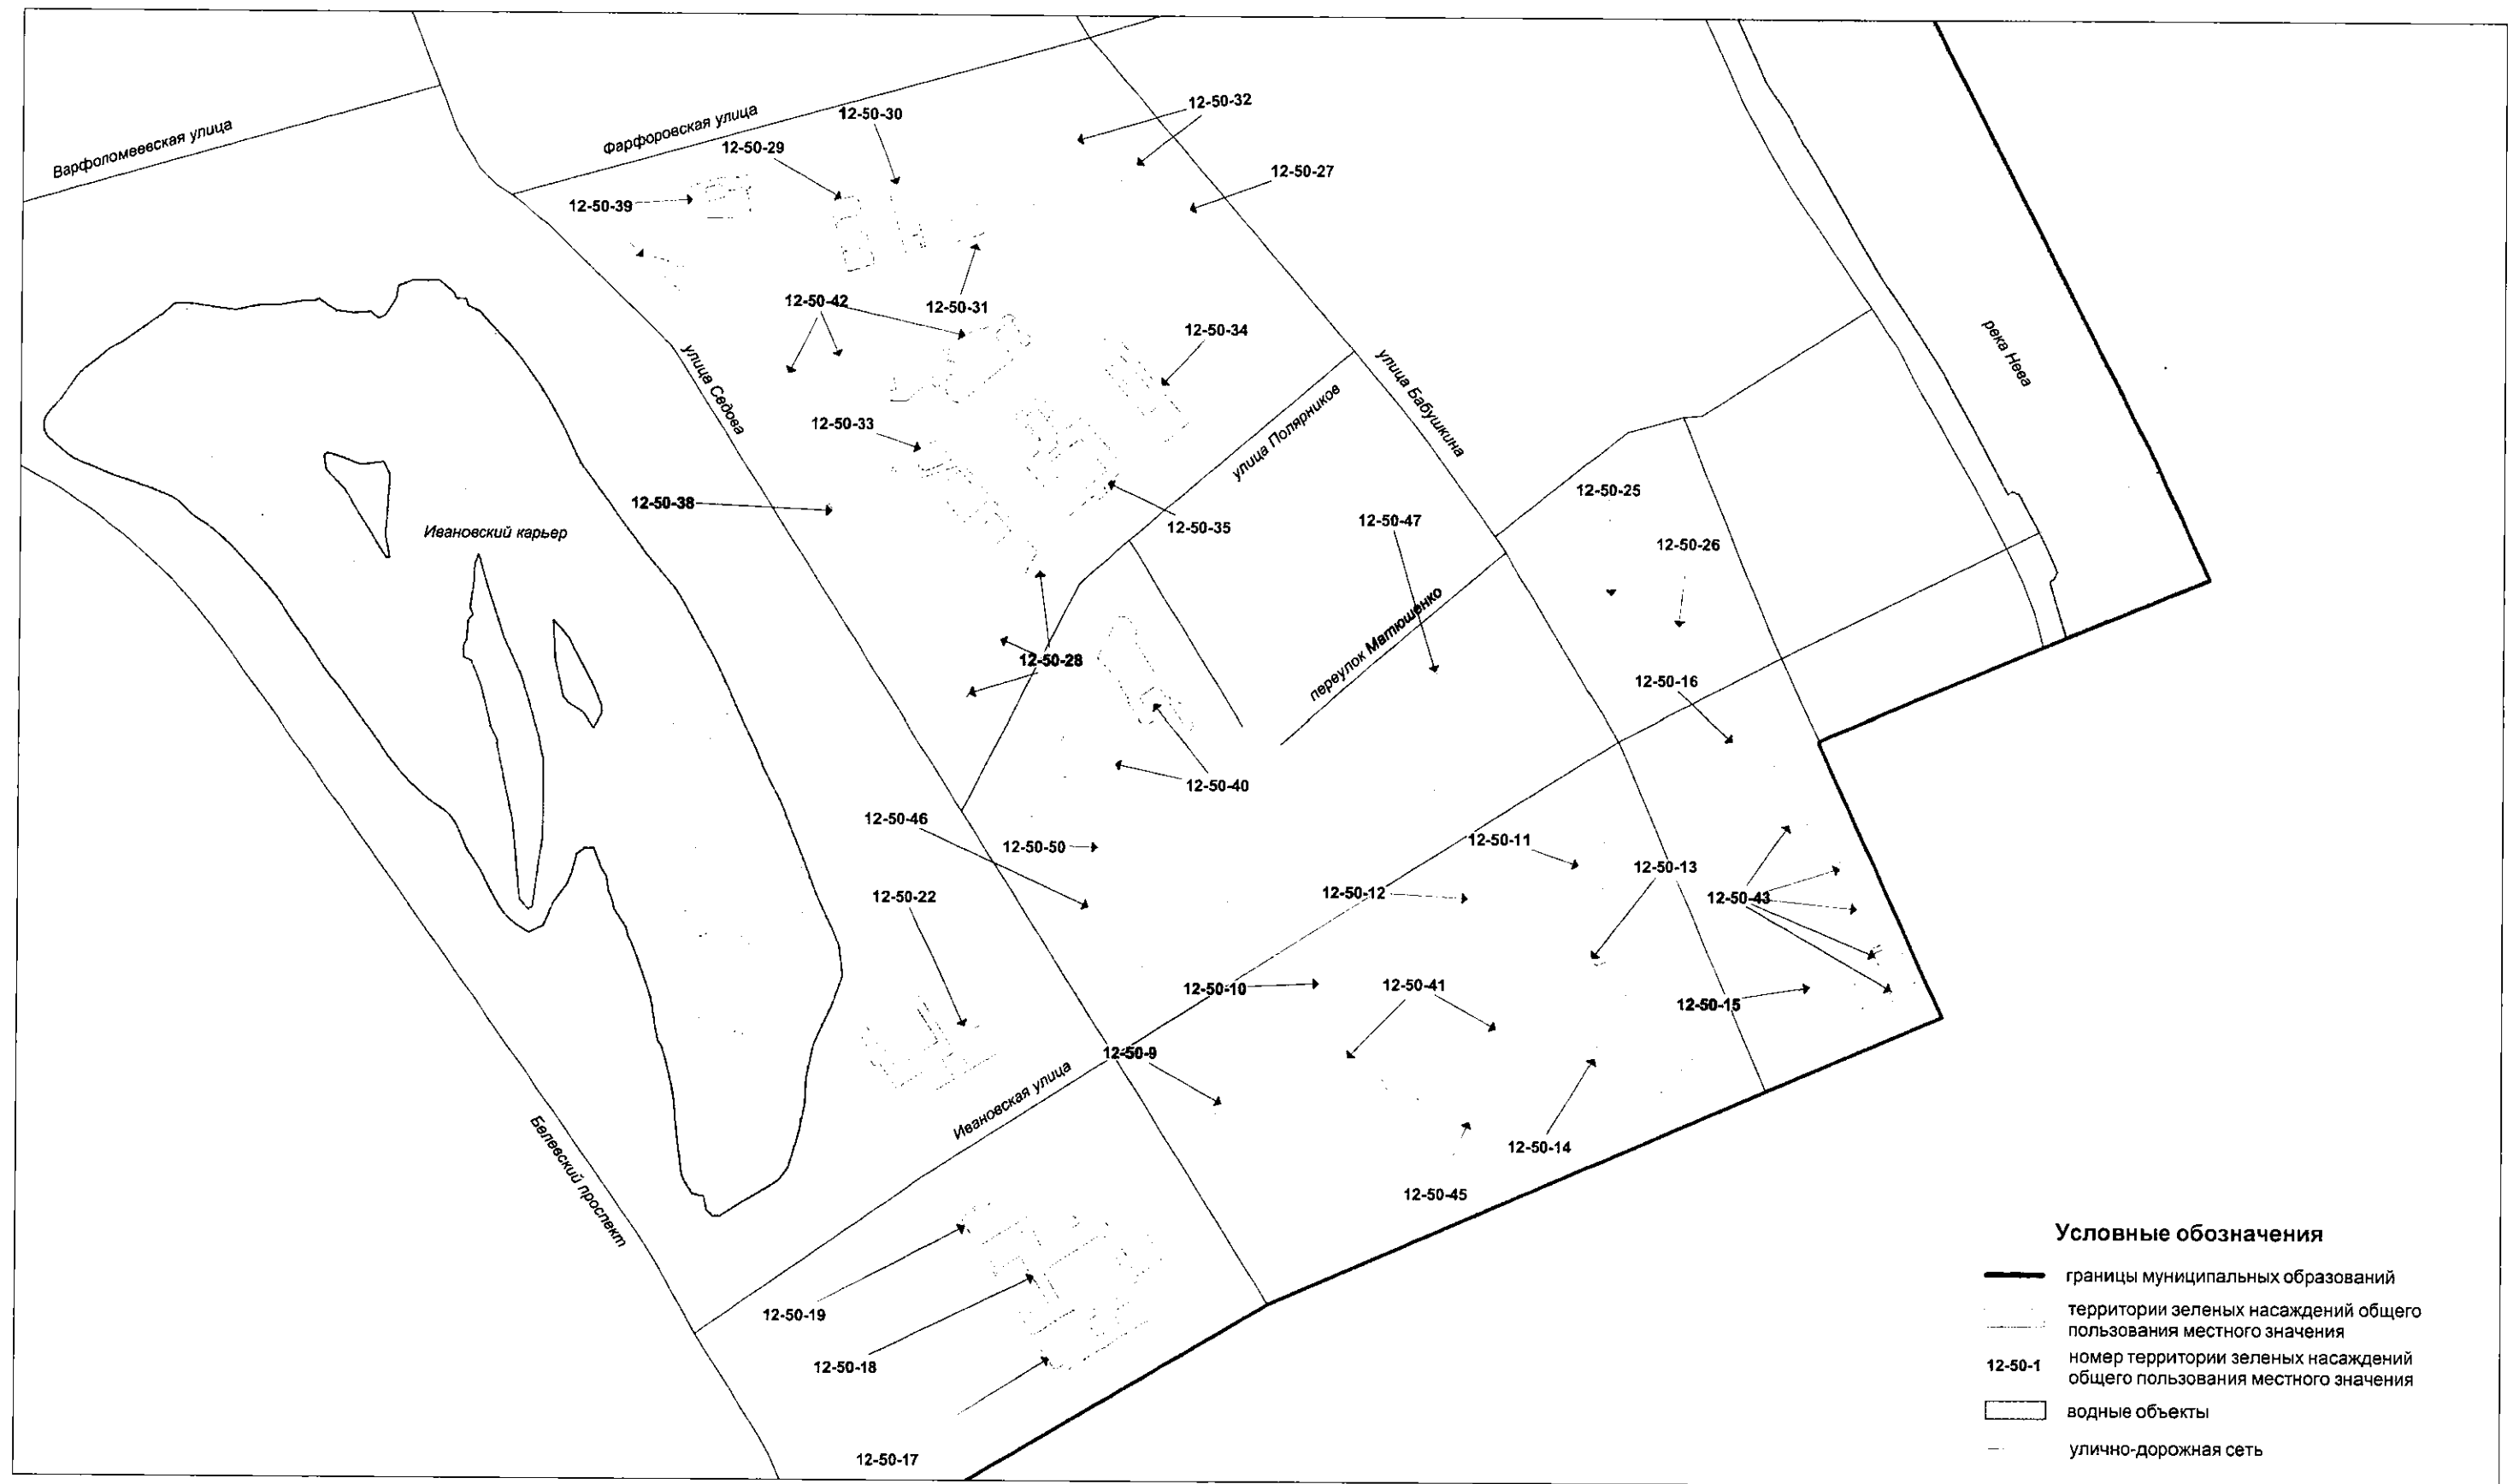 12-50-32
12-50-30
Фарфоровская улица
Варфоломеевская улица
12-50-29
12-50-27
12-50-39
12-50-42
12-50-31
12-50-34
река Нева
улица Седова
улица Бабушкина
12-50-33
улица Полярников
12-50-25
12-50-38
12-50-47
12-50-35
Ивановский карьер
12-50-26
переулок Матюшенко
12-50-28
12-50-16
12-50-40
12-50-46
12-50-11
12-50-50
12-50-13
12-50-12
12-50-22
12-50-43
12-50-10
12-50-41
12-50-15
12-50-9
Ивановская улица
12-50-14
Белевский проспект
12-50-45
12-50-19
12-50-18
12-50-17
Условные обозначения
границы муниципальных образований
территории зеленых насаждений общего
пользования местного значения
12-50-1
номер территории зеленых насаждений
общего пользования местного значения
водные объекты
улично-дорожная сеть